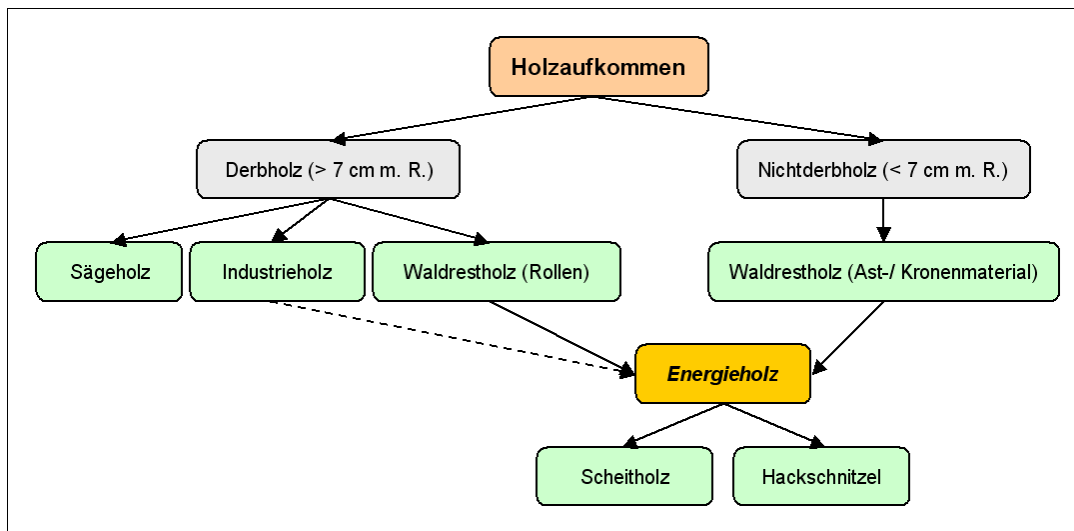 Holzaufkommen
Derbholz (> 7 cm m. R.)
Nichtderbholz (< 7 cm m. R.)
Sägeholz
Industrieholz
Waldrestholz (Rollen)
Waldrestholz (Ast-/ Kronenmaterial)
Energieholz
Scheitholz
Hackschnitzel